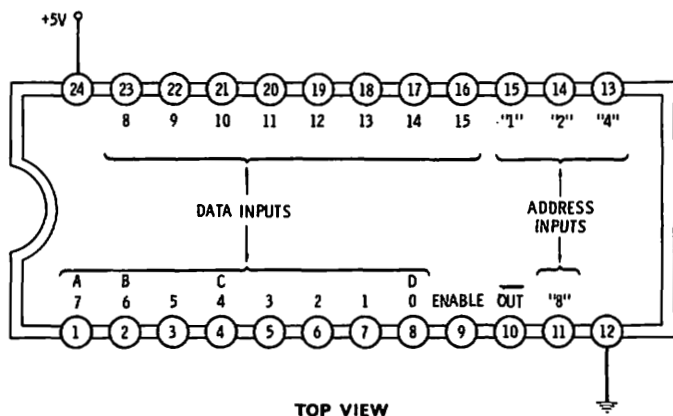 +5V
24 23 22 21 20 19 18 17 16 15 14 13
8 9 10 11 12 13 14 15 "1" "2" "4"
DATA INPUTS
ADDRESS
INPUTS
A B C D
7 6 5 4 3 2 1 0 ENABLE OUT "8"
1 2 3 4 5 6 7 8 9 10 11 12
TOP VIEW